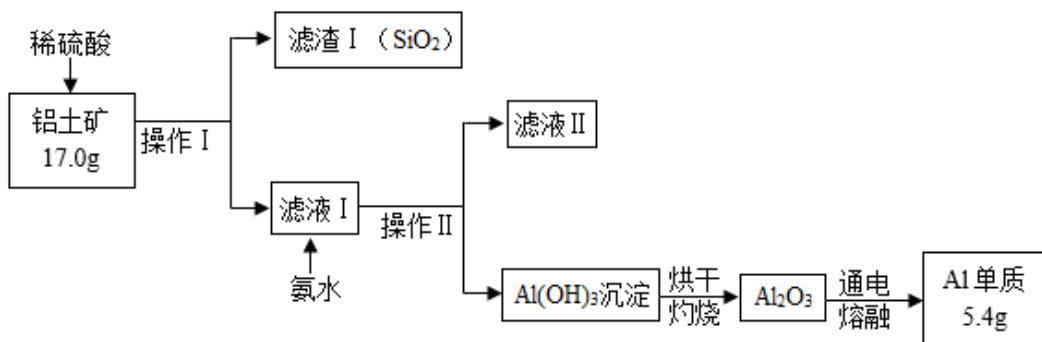 稀硫酸
铝土矿
17.0g
操作Ⅰ
滤渣Ⅰ（SiO₂）
滤液Ⅰ
氨水
操作Ⅱ
滤液Ⅱ
Al(OH)₃沉淀
烘干
灼烧
Al₂O₃
通电
熔融
Al单质
5.4g